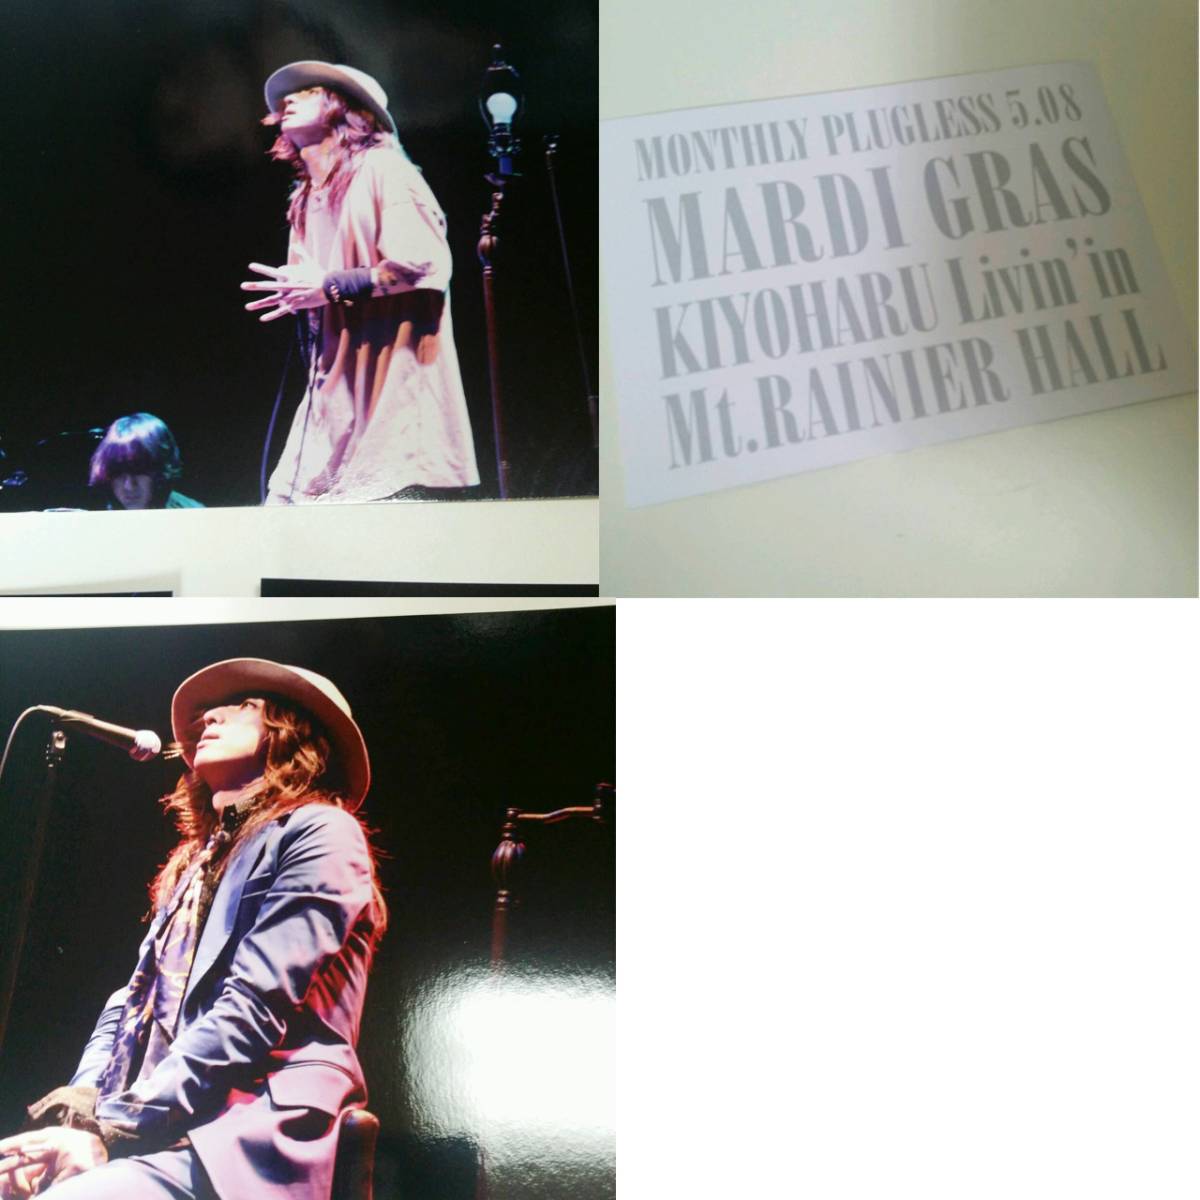 MONTHLY PLUGLESS 5.08
MARDI GRAS
KIYOHARU Livin' in
Mt.RAINIER HALL